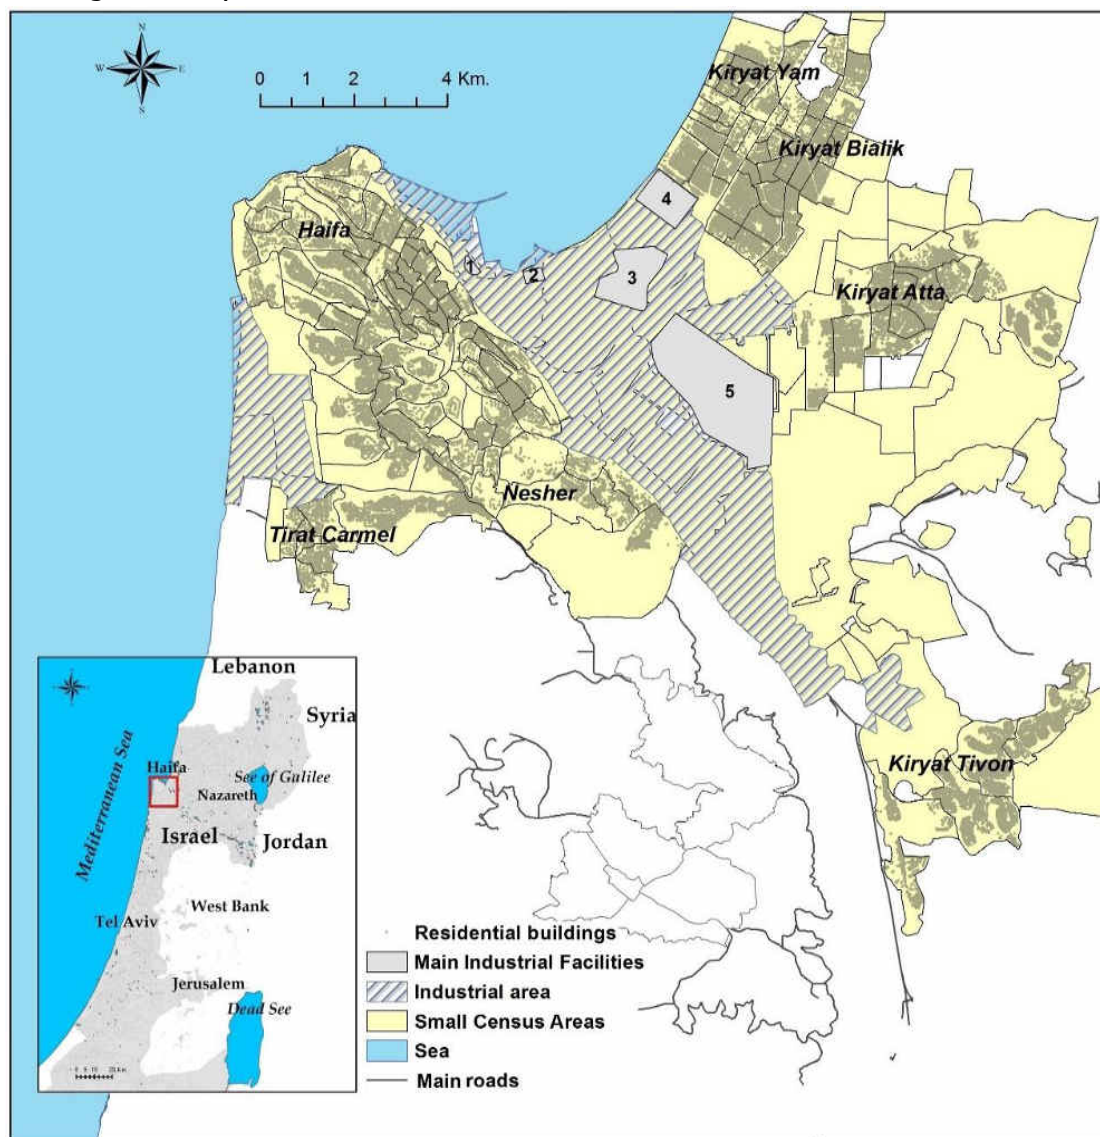 N
W E
N
0 1 2 4 Km.
Kiryat Yam
Kiryat Bialik
4
Haifa
1
2
3
Kiryat Atta
5
Nesher
Tirat Carmel
Kiryat Tivon
Lebanon
Syria
Mediterranean Sea
Haifa
See of Galilee
Nazareth
Israel
Jordan
West Bank
Tel Aviv
Jerusalem
Dead See
Residential buildings
Main Industrial Facilities
Industrial area
Small Census Areas
Sea
Main roads